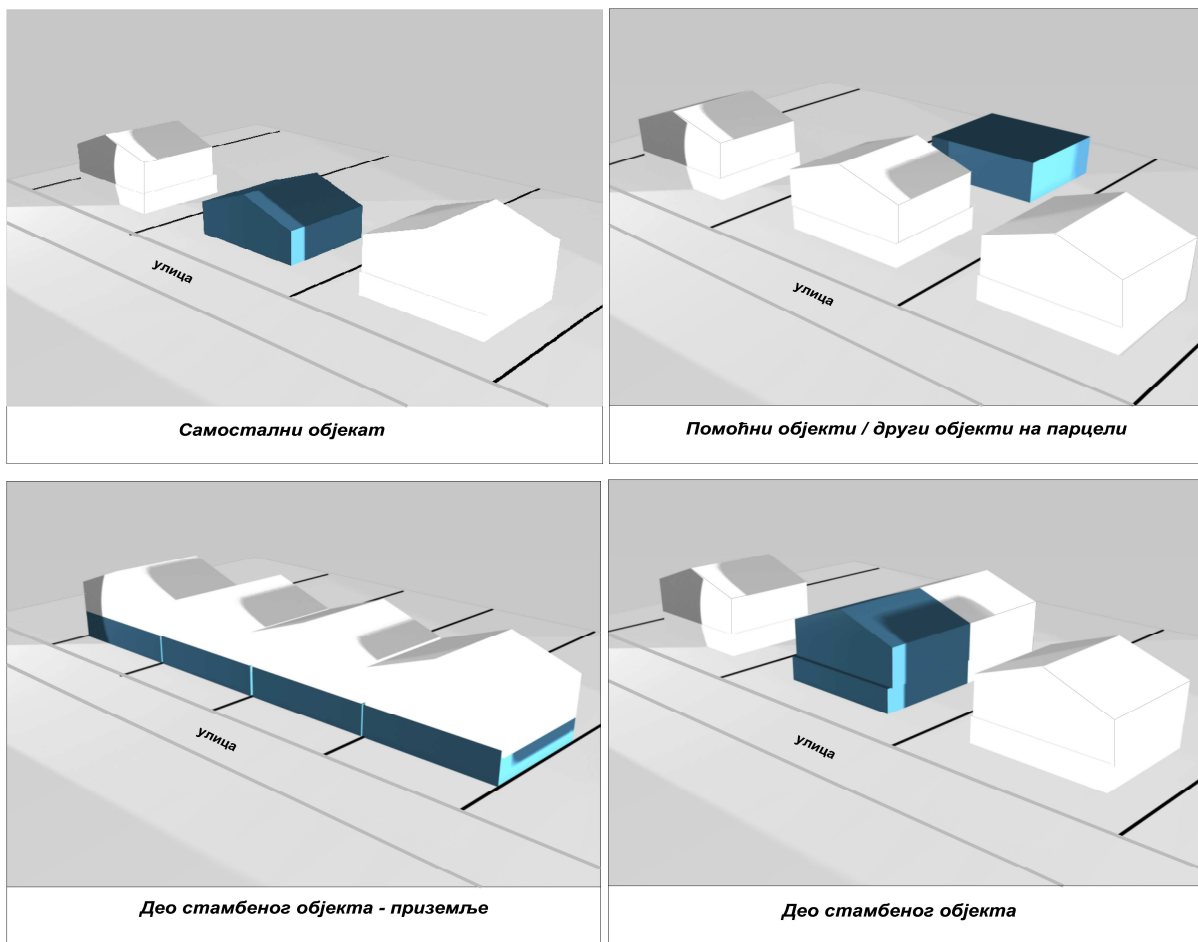 улица
Самостални објекат
улица
Помоћни објекти / други објекти на парцели
улица
Део стамбеног објекта - приземље
улица
Део стамбеног објекта